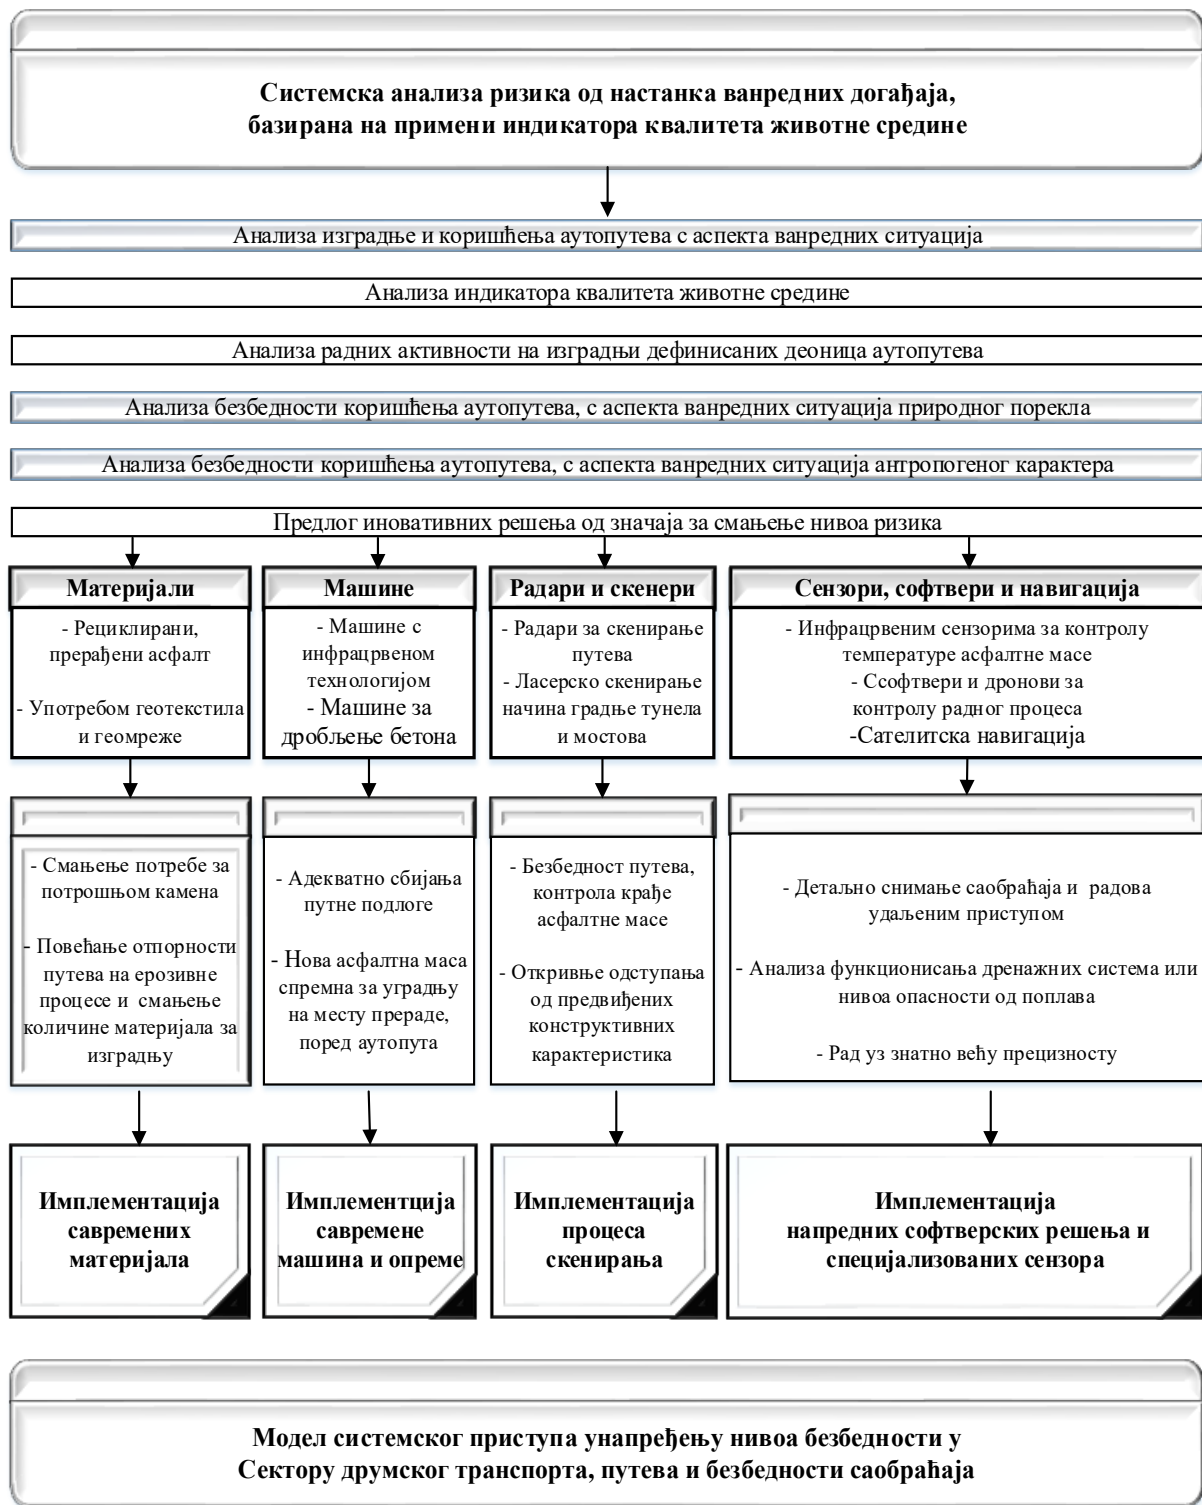 Системска анализа ризика од настанка ванредних догађаја,
базирана на примени индикатора квалитета животне средине
Анализа изградње и коришћења аутопутева с аспекта ванредних ситуација
Анализа индикатора квалитета животне средине
Анализа радних активности на изградњи дефинисаних деоница аутопутева
Анализа безбедности коришћења аутопутева, с аспекта ванредних ситуација природног порекла
Анализа безбедности коришћења аутопутева, с аспекта ванредних ситуација антропогеног карактера
Предлог иновативних решења од значаја за смањење нивоа ризика
Материјали
- Рециклирани,
прерађени асфалт
- Употребом геотекстила
и геомреже
Машине
- Машине с
инфрацрвеном
технологијом
- Машине за
дробљење бетона
Радари и скенери
- Радари за скенирање
путева
- Ласерско скенирање
начина градње тунела
и мостова
Сензори, софтвери и навигација
- Инфрацрвеним сензорима за контролу
температуре асфалтне масе
- Ссофтвери и дронови за
контролу радног процеса
-Сателитска навигација
- Смањење потребе за
потрошњом камена
- Повећање отпорности
путева на ерозивне
процесе и смањење
количине материјала за
изградњу
- Адекватно сбијања
путне подлоге
- Нова асфалтна маса
спремна за уградњу
на месту прераде,
поред аутопута
- Безбедност путева,
контрола крађе
асфалтне масе
- Откривње одступања
од предвиђених
конструктивних
карактеристика
- Детаљно снимање саобраћаја и радова
удаљеним приступом
- Анализа функционисања дренажних система или
нивоа опасности од поплава
- Рад уз знатно већу прецизносту
Имплементација
савремених
материјала
Имплементција
савремене
машина и опреме
Имплементација
процеса
скенирања
Имплементација
напредних софтверских решења и
специјализованих сензора
Модел системског приступа унапређењу нивоа безбедности у
Сектору друмског транспорта, путева и безбедности саобраћаја